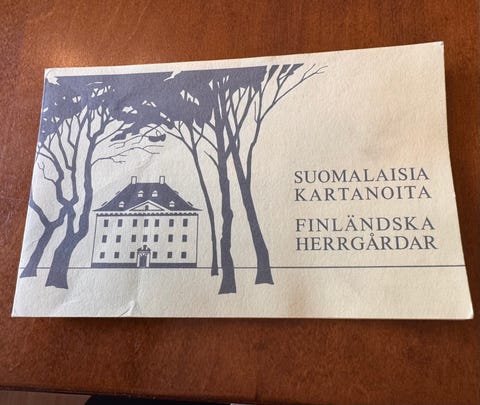 SUOMALAISIA
KARTANOITA
FINLÄNDSKA
HERRGÅRDAR